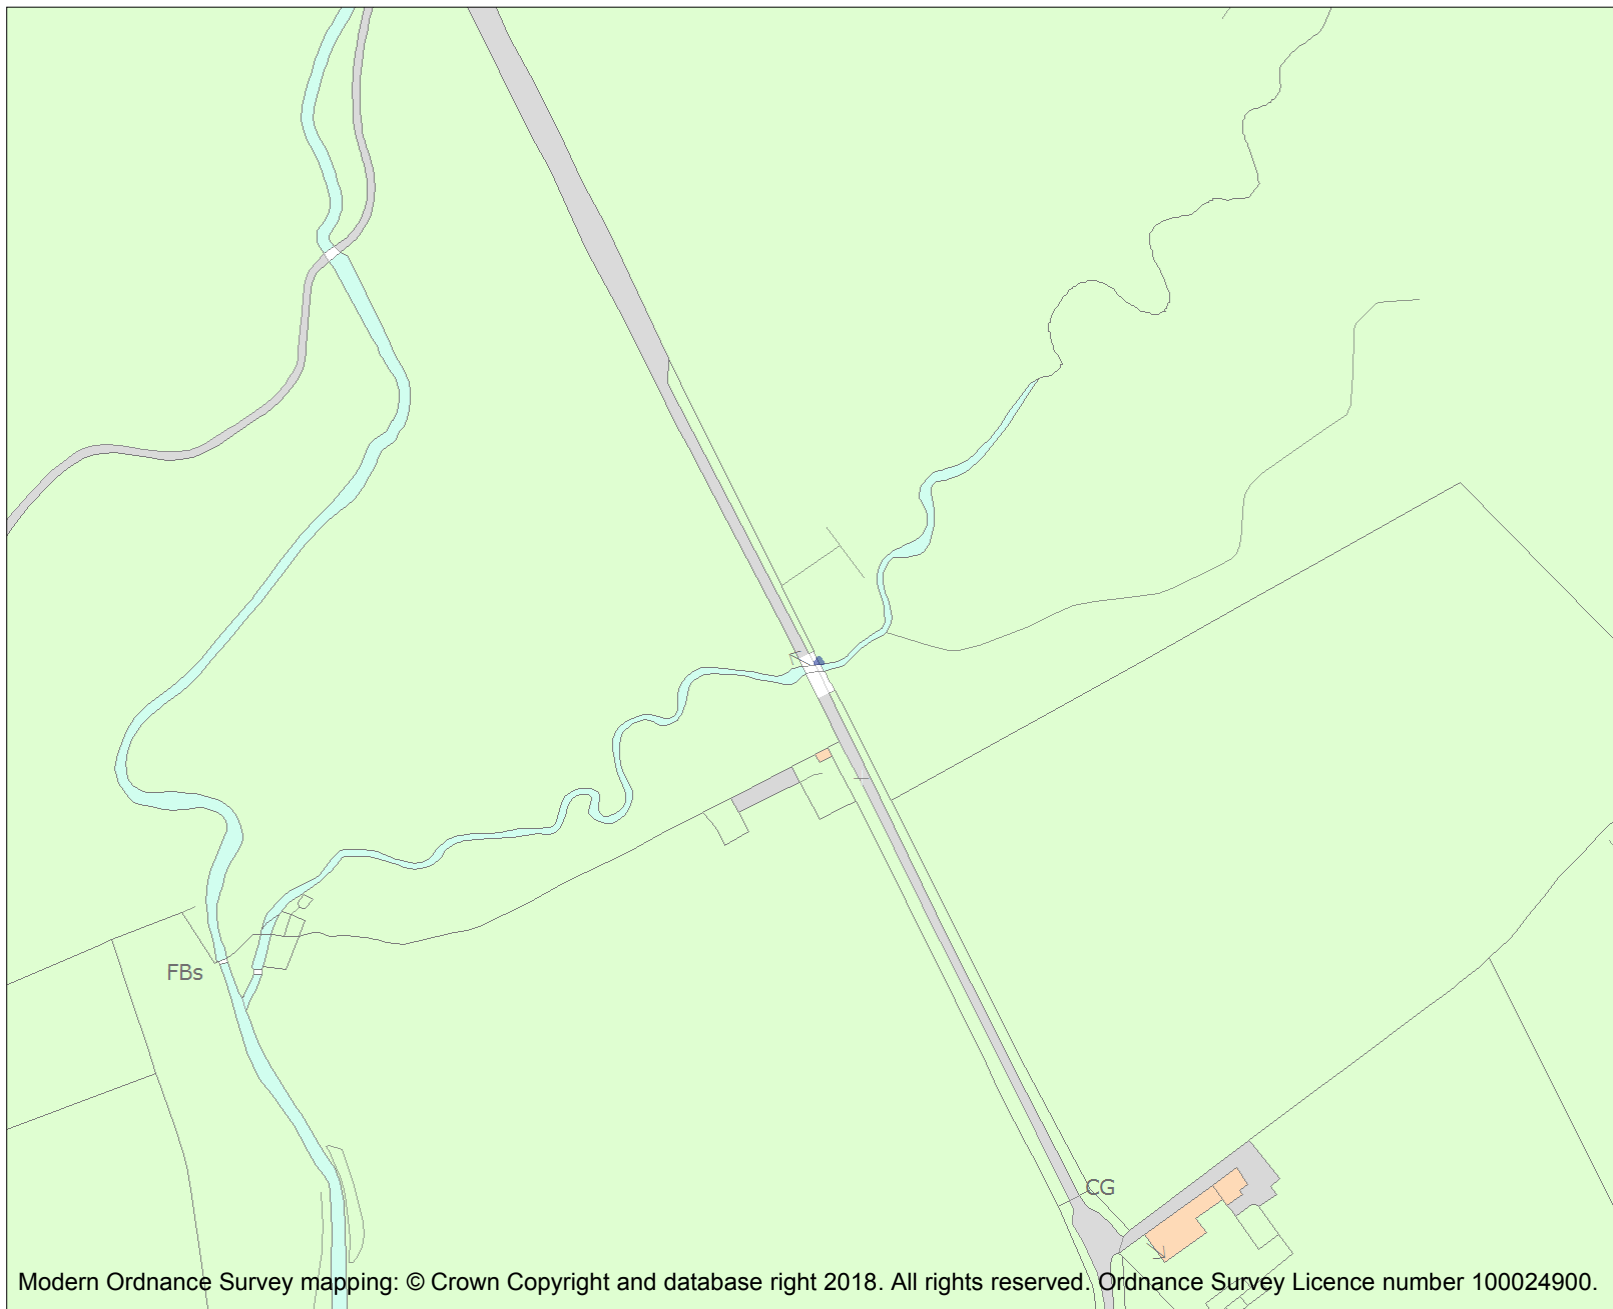 FBs
CG
Modern Ordnance Survey mapping: © Crown Copyright and database right 2018. All rights reserved. Ordnance Survey Licence number 100024900.